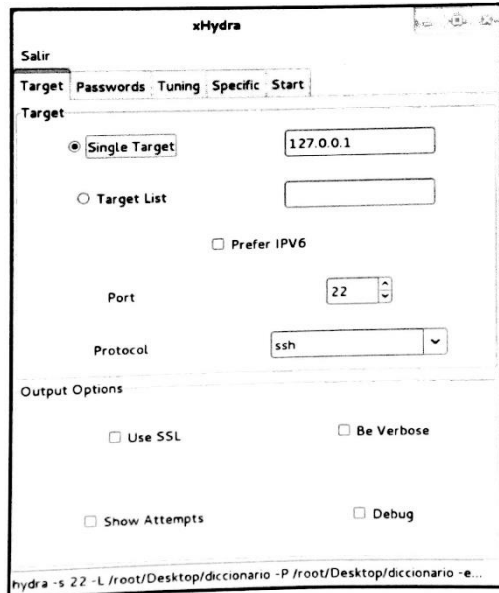 xHydra
Salir
Target Passwords Tuning Specific Start
Target
Single Target 127.0.0.1
Target List
Prefer IPV6
Port 22
Protocol ssh
Output Options
Use SSL Be Verbose
Show Attempts Debug
hydra -s 22 -L /root/Desktop/diccionario -P /root/Desktop/diccionario -e...